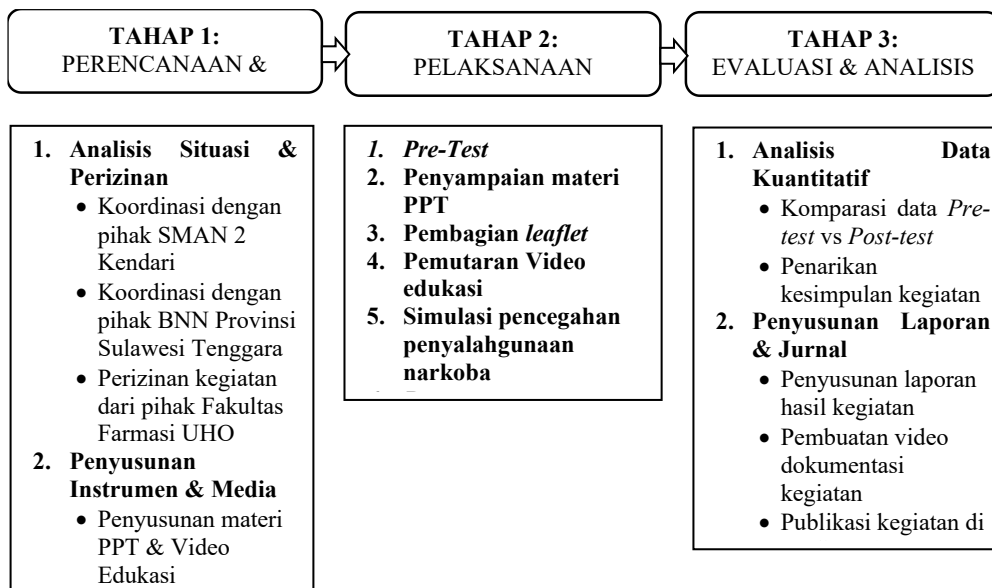 TAHAP 1:
PERENCANAAN &
TAHAP 2:
PELAKSANAAN
TAHAP 3:
EVALUASI & ANALISIS
1. Analisis Situasi &
Perizinan
• Koordinasi dengan
pihak SMAN 2
Kendari
• Koordinasi dengan
pihak BNN Provinsi
Sulawesi Tenggara
• Perizinan kegiatan
dari pihak Fakultas
Farmasi UHO
2. Penyusunan
Instrumen & Media
• Penyusunan materi
PPT & Video
Edukasi
1. Pre-Test
2. Penyampaian materi
PPT
3. Pembagian leaflet
4. Pemutaran Video
edukasi
5. Simulasi pencegahan
penyalahgunaan
narkoba
1. Analisis Data
Kuantitatif
• Komparasi data Pre-
test vs Post-test
• Penarikan
kesimpulan kegiatan
2. Penyusunan Laporan
& Jurnal
• Penyusunan laporan
hasil kegiatan
• Pembuatan video
dokumentasi
kegiatan
• Publikasi kegiatan di